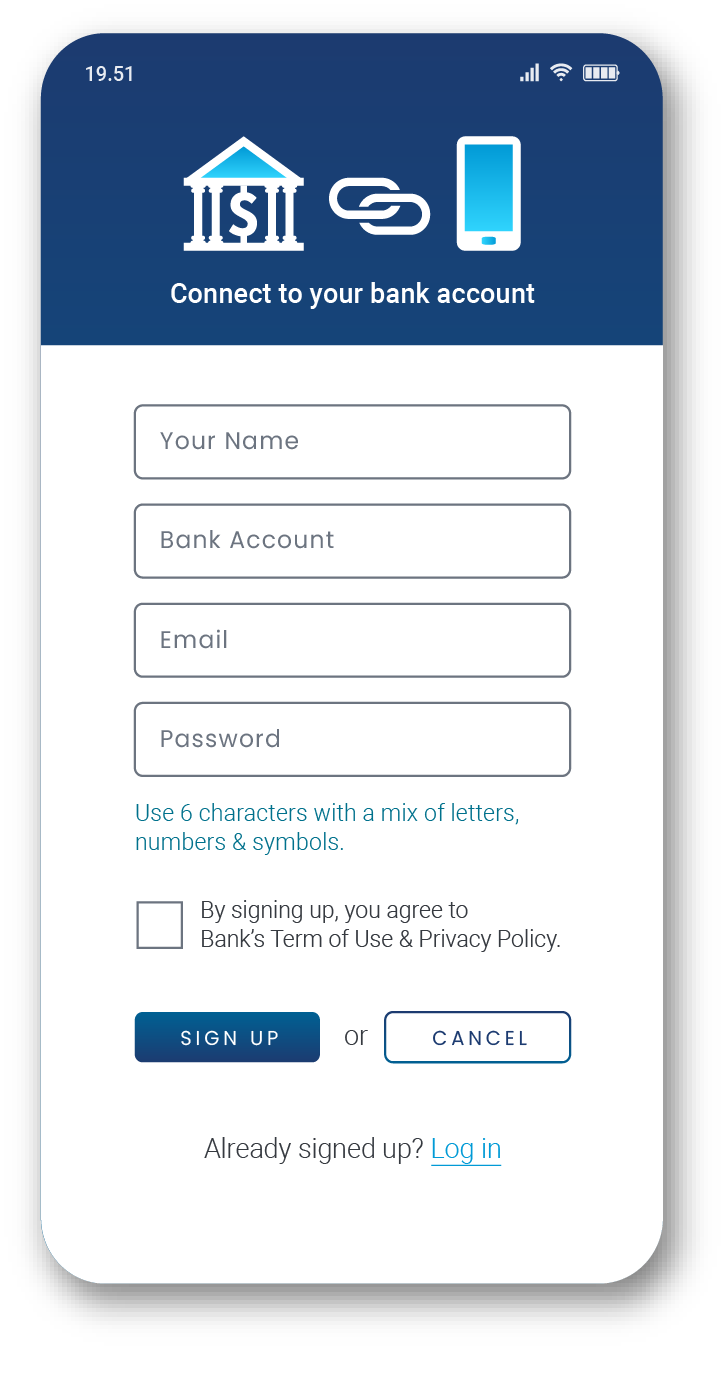 19.51
$
Connect to your bank account
Your Name
Bank Account
Email
Password
Use 6 characters with a mix of letters,
numbers & symbols.
By signing up, you agree to
Bank’s Term of Use & Privacy Policy.
SIGN UP or CANCEL
Already signed up? Log in